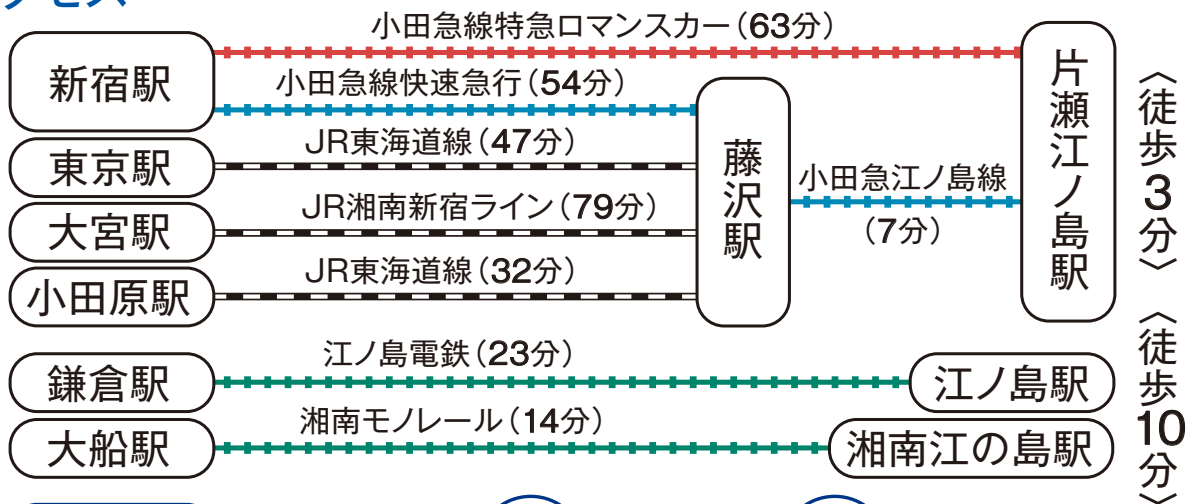 クセス
小田急線特急ロマンスカー（63分）
新宿駅
小田急線快速急行（54分）
東京駅
JR東海道線（47分）
大宮駅
JR湘南新宿ライン（79分）
小田原駅
JR東海道線（32分）
藤沢駅
小田急江ノ島線
（7分）
片瀬江ノ島駅
〈徒歩3分〉
鎌倉駅
江ノ島電鉄（23分）
江ノ島駅
大船駅
湘南モノレール（14分）
湘南江の島駅
〈徒歩10分〉